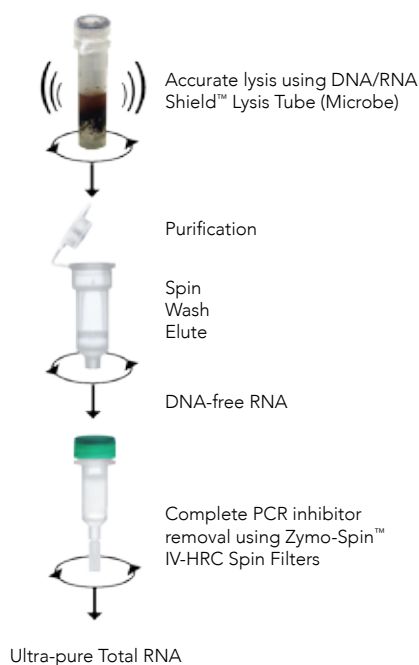 Accurate lysis using DNA/RNA
Shield™ Lysis Tube (Microbe)
Purification
Spin
Wash
Elute
DNA-free RNA
Complete PCR inhibitor
removal using Zymo-Spin™
IV-HRC Spin Filters
Ultra-pure Total RNA